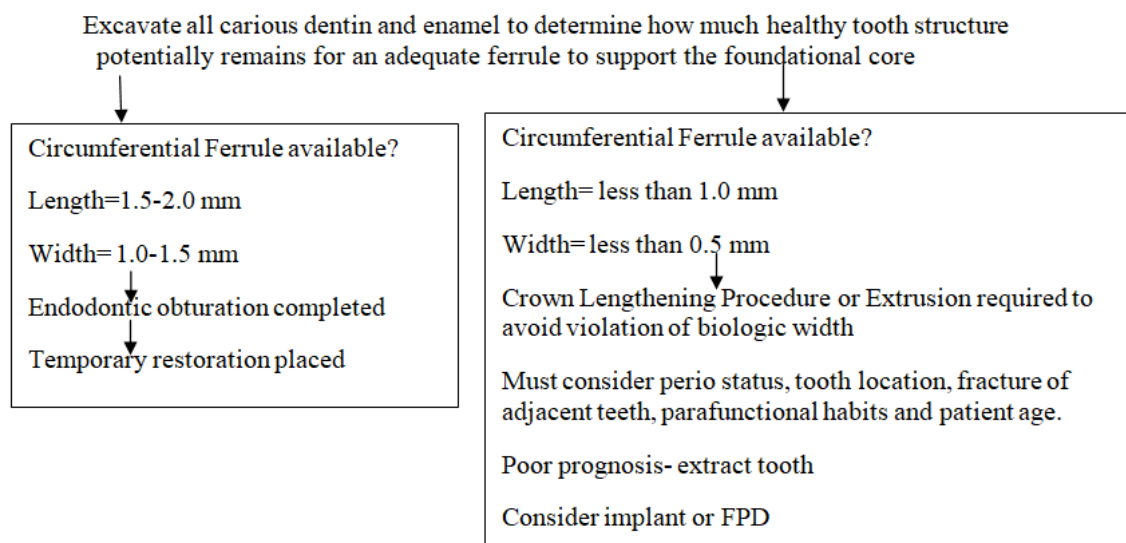 Excavate all carious dentin and enamel to determine how much healthy tooth structure
potentially remains for an adequate ferrule to support the foundational core
Circumferential Ferrule available?
Length=1.5-2.0 mm
Width= 1.0-1.5 mm
Endodontic obturation completed
Temporary restoration placed
Circumferential Ferrule available?
Length= less than 1.0 mm
Width= less than 0.5 mm
Crown Lengthening Procedure or Extrusion required to
avoid violation of biologic width
Must consider perio status, tooth location, fracture of
adjacent teeth, parafunctional habits and patient age.
Poor prognosis- extract tooth
Consider implant or FPD